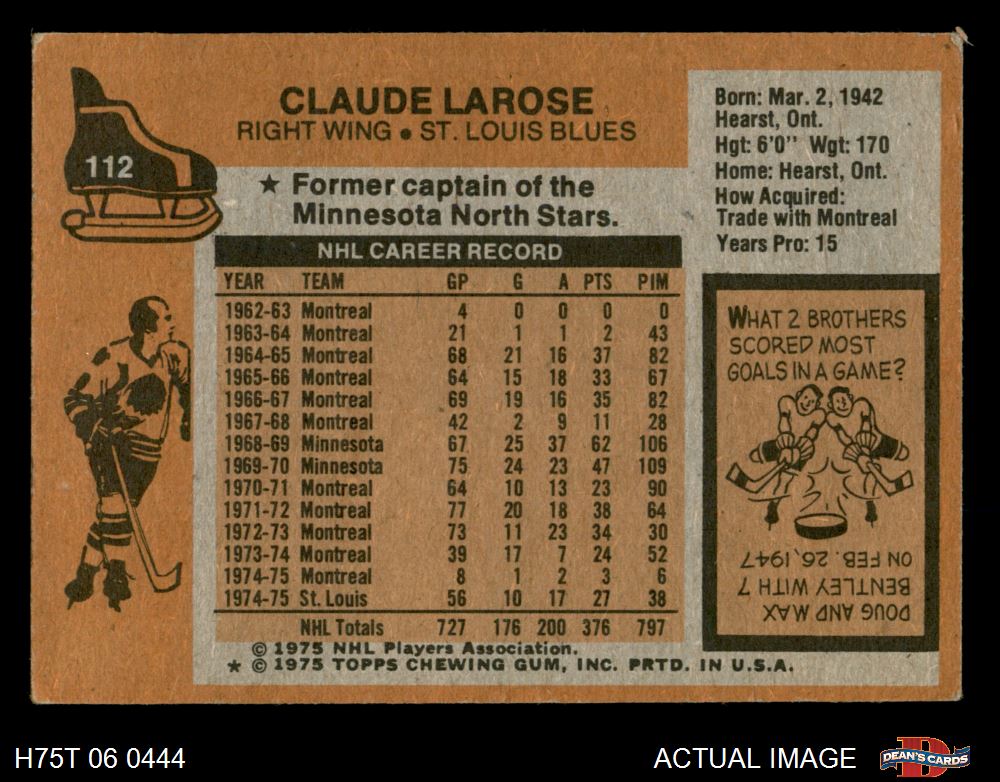 CLAUDE LAROSE
RIGHT WING • ST. LOUIS BLUES
112
★ Former captain of the
Minnesota North Stars.
Born: Mar. 2, 1942
Hearst, Ont.
Hgt: 6'0" Wgt: 170
Home: Hearst, Ont.
How Acquired:
Trade with Montreal
Years Pro: 15
NHL CAREER RECORD
YEAR TEAM GP G A PTS PIM
1962-63 Montreal 4 0 0 0 0
1963-64 Montreal 21 1 1 2 43
1964-65 Montreal 68 21 16 37 82
1965-66 Montreal 64 15 18 33 67
1966-67 Montreal 69 19 16 35 82
1967-68 Montreal 42 2 9 11 28
1968-69 Minnesota 67 25 37 62 106
1969-70 Minnesota 75 24 23 47 109
1970-71 Montreal 64 10 13 23 90
1971-72 Montreal 77 20 18 38 64
1972-73 Montreal 73 11 23 34 30
1973-74 Montreal 39 17 7 24 52
1974-75 Montreal 8 1 2 3 6
1974-75 St. Louis 56 10 17 27 38
NHL Totals 727 176 200 376 797
© 1975 NHL Players Association.
★ © 1975 TOPPS CHEWING GUM, INC. PRTD. IN U.S.A.
WHAT 2 BROTHERS
SCORED MOST
GOALS IN A GAME?
DOUG AND MAX
BENTLEY WITH 7
ON FEB. 26, 1947
H75T 06 0444
ACTUAL IMAGE
DEAN'S CARDS